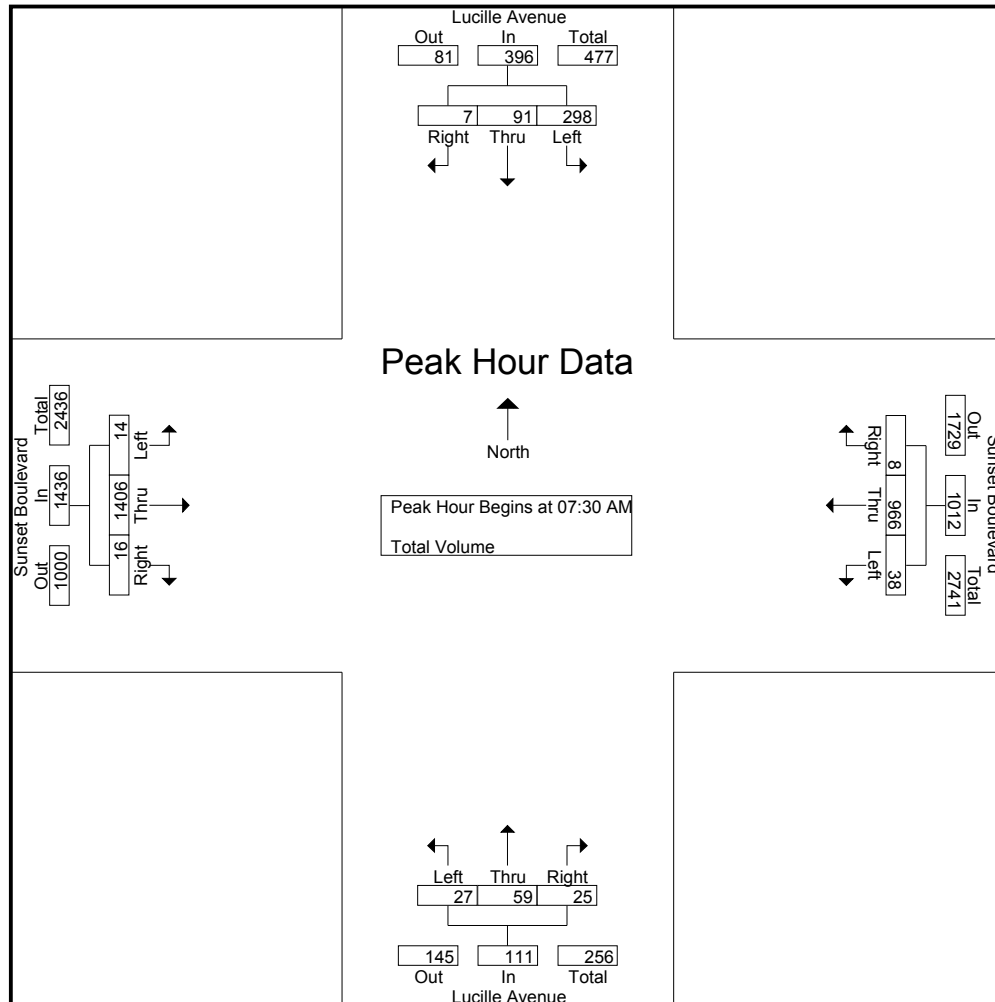 Lucille Avenue
Out In Total
81 396 477
7 91 298
Right Thru Left
Peak Hour Data
North
Peak Hour Begins at 07:30 AM
Total Volume
Sunset Boulevard
Total In Out
2436 1436 1000
14 1406 16
Left Thru Right
Right Thru Left
8 966 38
1729 1012 2741
Out In Total
Sunset Boulevard
Left Thru Right
27 59 25
145 111 256
Out In Total
Lucille Avenue